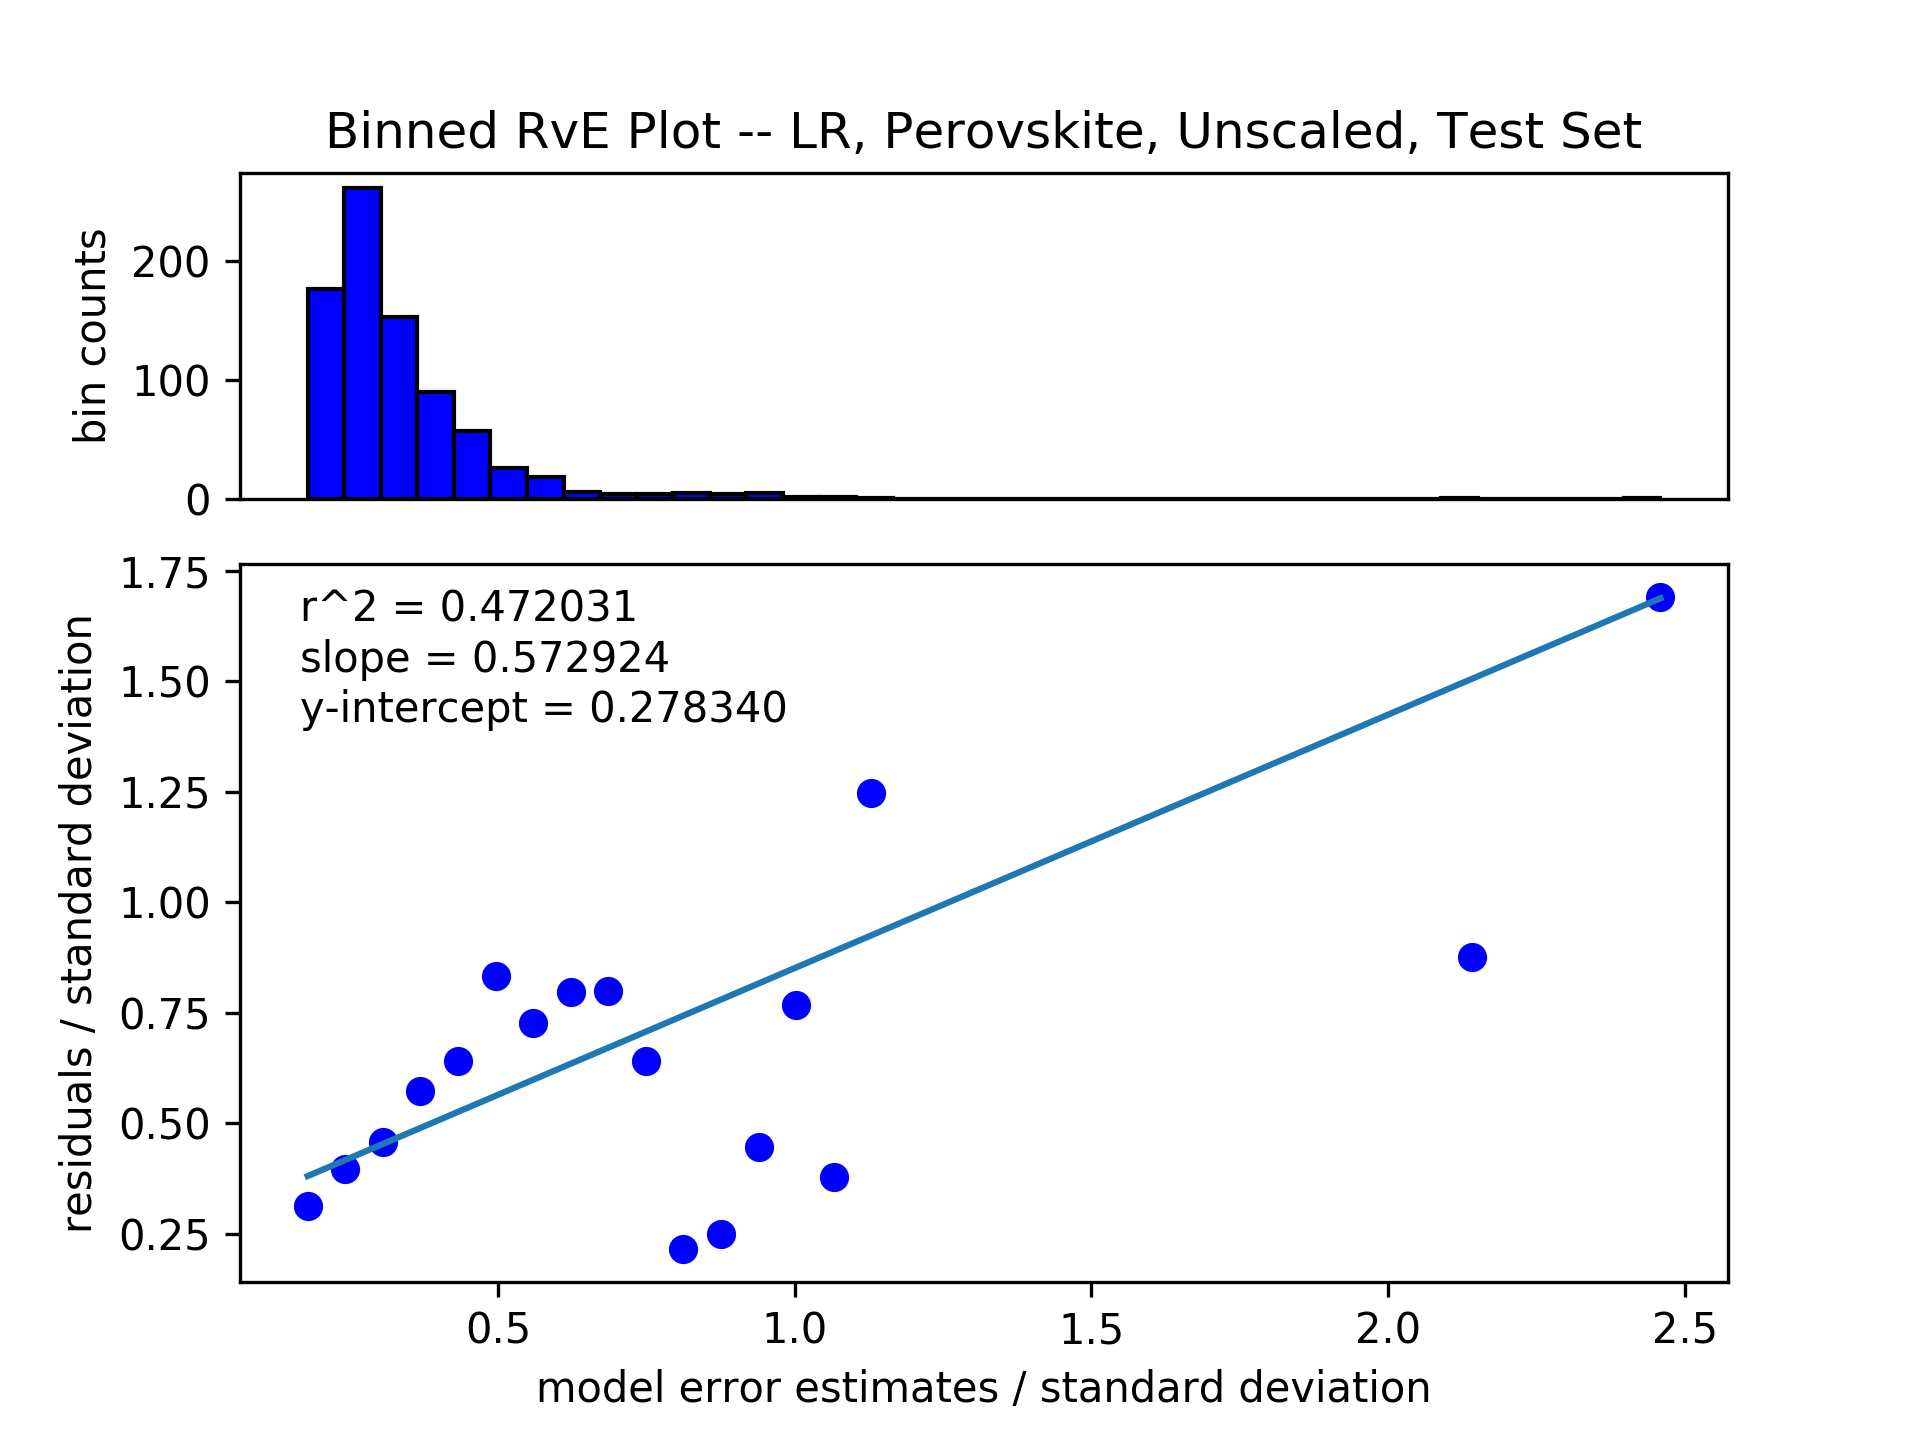 Binned RvE Plot -- LR, Perovskite, Unscaled, Test Set
bin counts
200
100
0
residuals / standard deviation
1.75
1.50
1.25
1.00
0.75
0.50
0.25
r^2 = 0.472031
slope = 0.572924
y-intercept = 0.278340
0.5 1.0 1.5 2.0 2.5
model error estimates / standard deviation